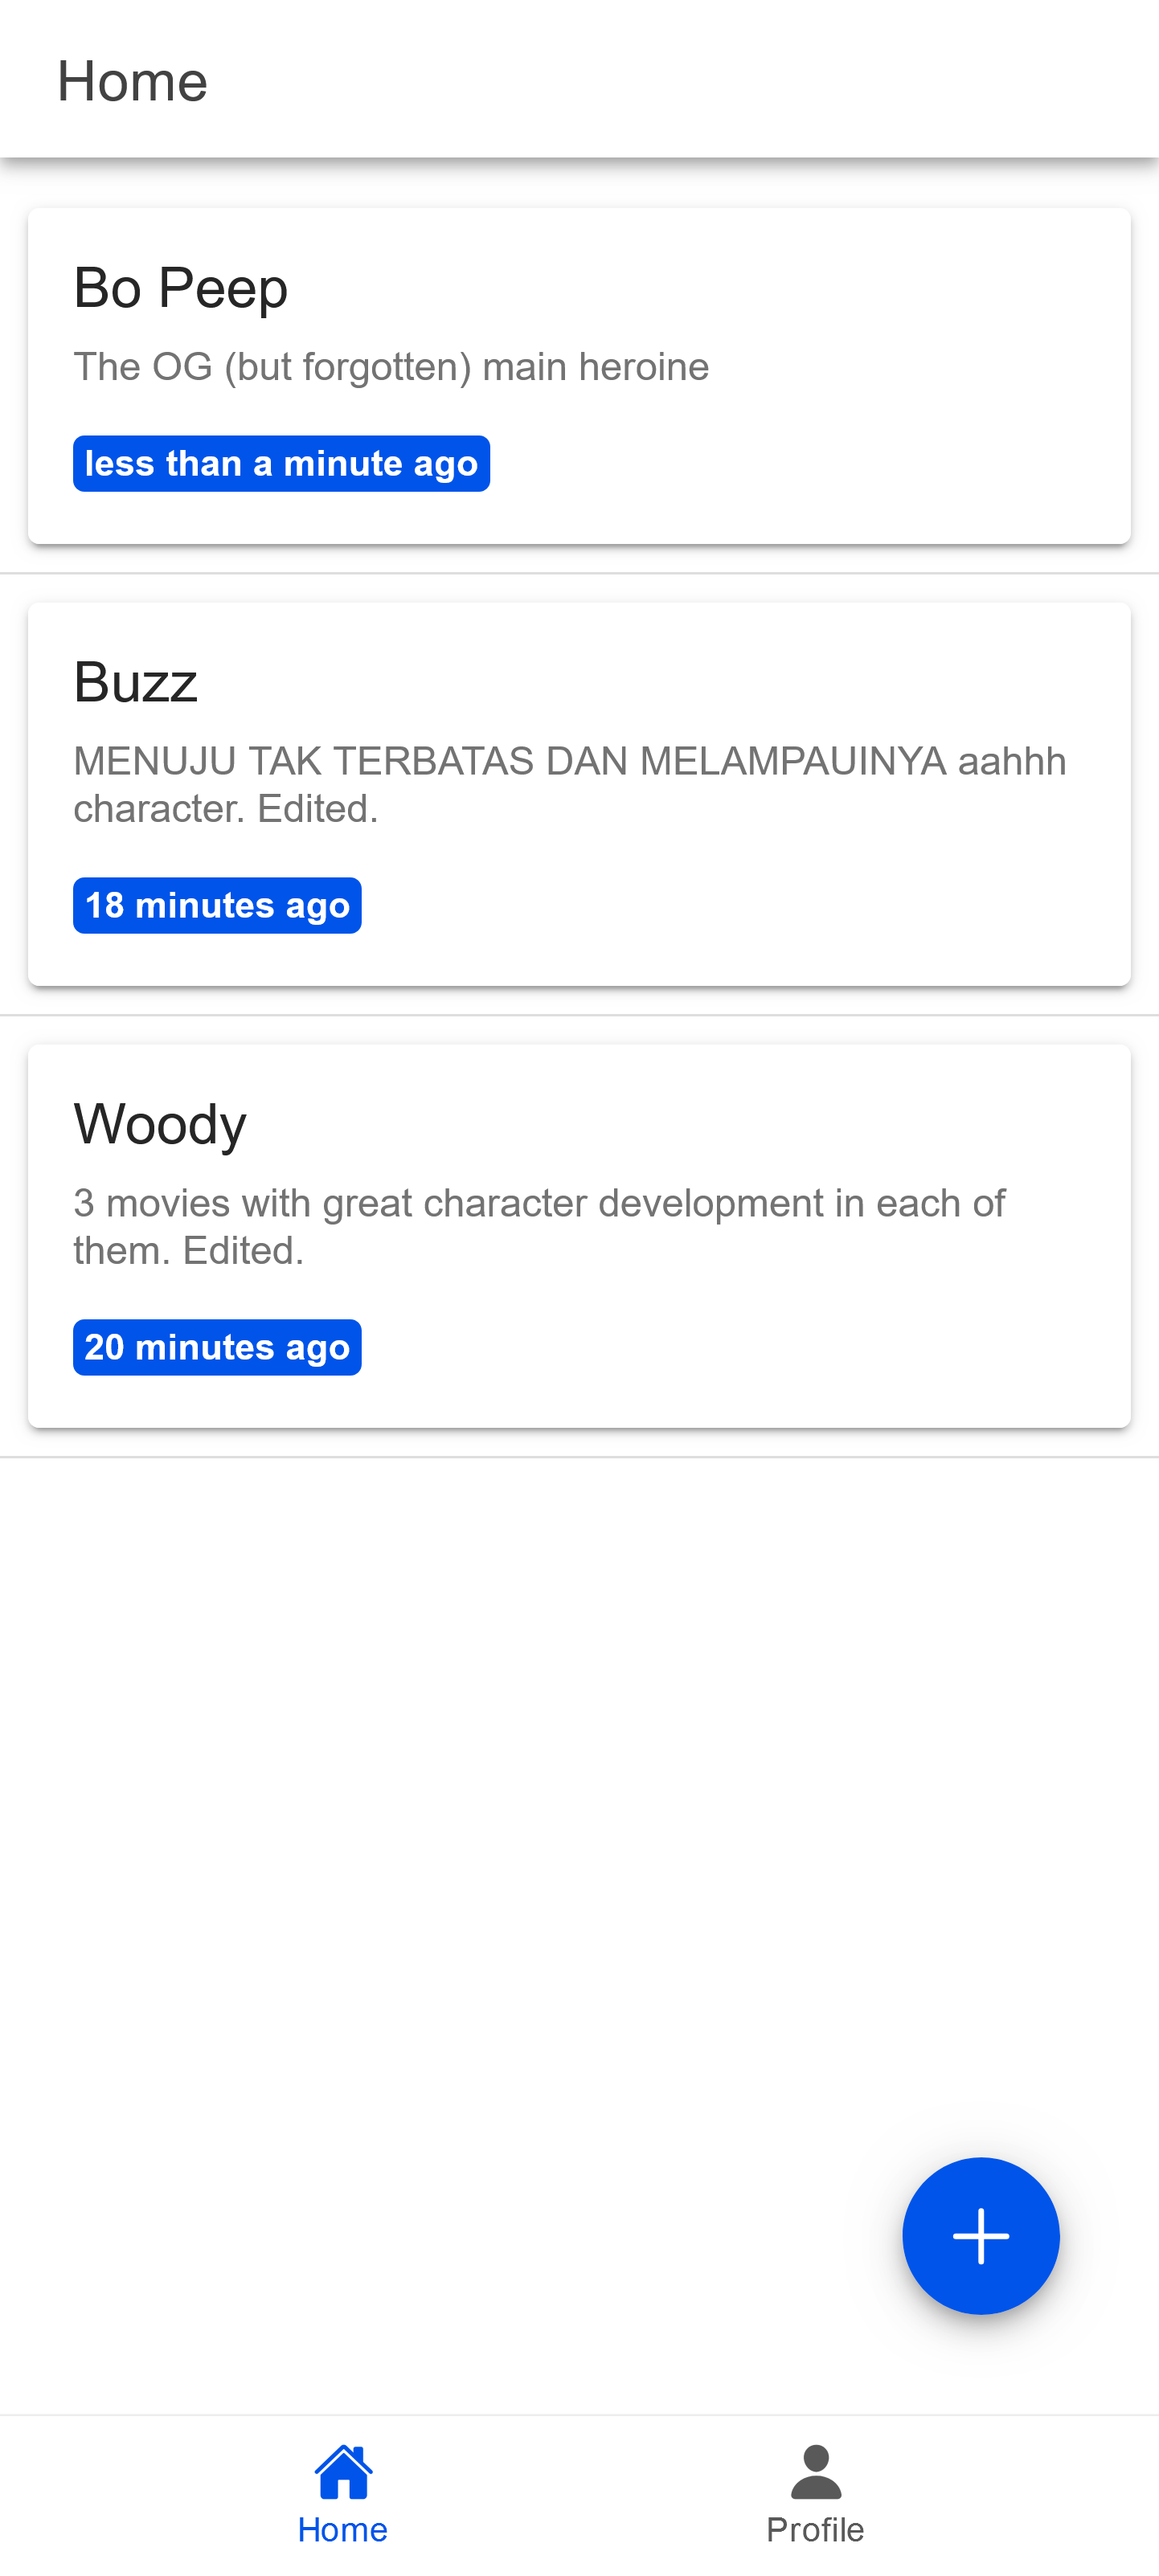 Home
Bo Peep
The OG (but forgotten) main heroine
less than a minute ago
Buzz
MENUJU TAK TERBATAS DAN MELAMPAUINYA aahhh
character. Edited.
18 minutes ago
Woody
3 movies with great character development in each of
them. Edited.
20 minutes ago
Home
Profile